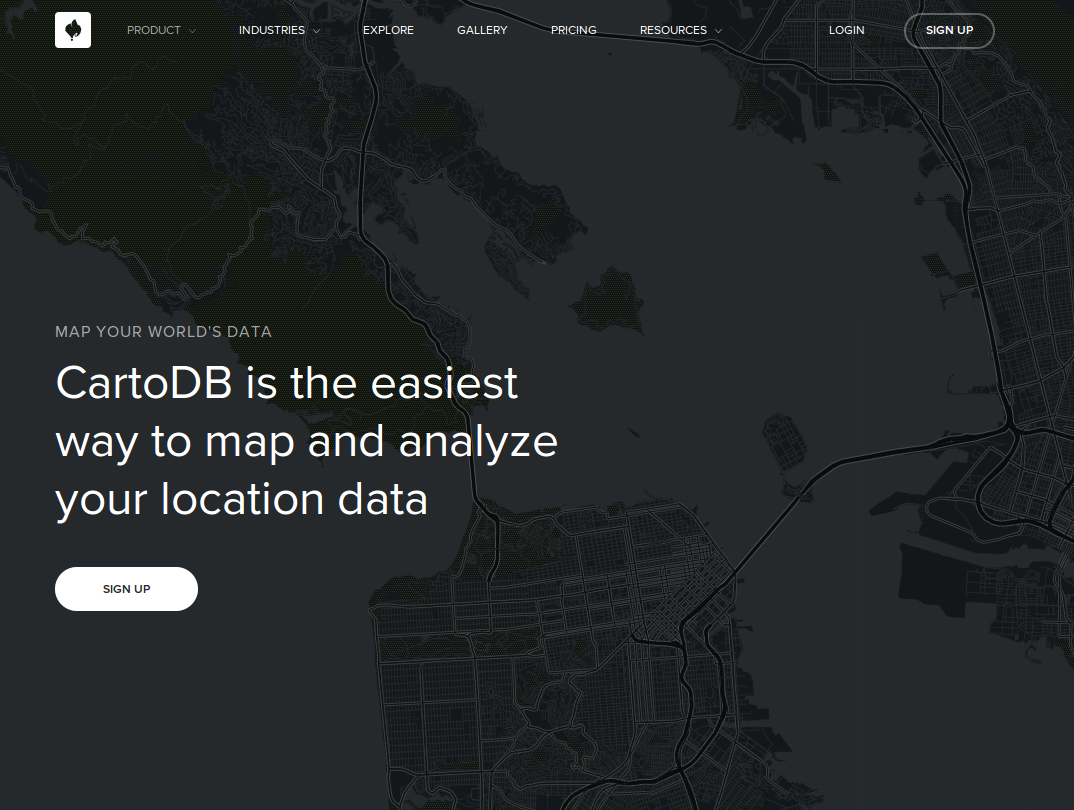 PRODUCT INDUSTRIES EXPLORE GALLERY PRICING RESOURCES LOGIN SIGN UP
MAP YOUR WORLD'S DATA
CartoDB is the easiest
way to map and analyze
your location data
SIGN UP